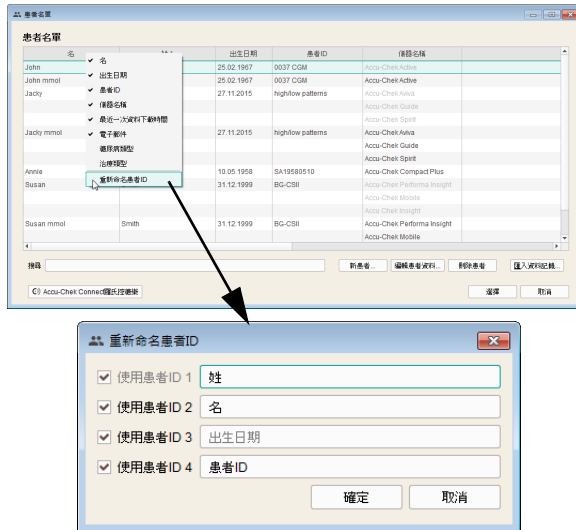 患者名單
患者名單
名 出生日期 患者ID 儀器名稱
John 25.02.1967 0037 CGM Accu-Chek Active
John mmol 25.02.1967 0037 CGM Accu-Chek Active
Jacky 27.11.2015 high/low patterns Accu-Chek Aviva
Accu-Chek Guide
Accu-Chek Spirit
Jacky mmol 27.11.2015 high/low patterns Accu-Chek Aviva
Accu-Chek Guide
Accu-Chek Spirit
Annie 10.05.1958 SA19580510 Accu-Chek Compact Plus
Susan 31.12.1999 BG-CSII Accu-Chek Performa Insight
Accu-Chek Mobile
Accu-Chek Insight
Susan mmol Smith 31.12.1999 BG-CSII Accu-Chek Performa Insight
Accu-Chek Mobile
名
出生日期
患者ID
儀器名稱
最近一次資料下載時間
電子郵件
糖尿病類型
治療類型
重新命名患者ID
搜尋 新患者... 編輯患者資料... 刪除患者 匯入資料記錄...
Accu-Chek Connect羅氏控糖樂 選擇 取消
重新命名患者ID
使用患者ID 1 姓
使用患者ID 2 名
使用患者ID 3 出生日期
使用患者ID 4 患者ID
確定 取消